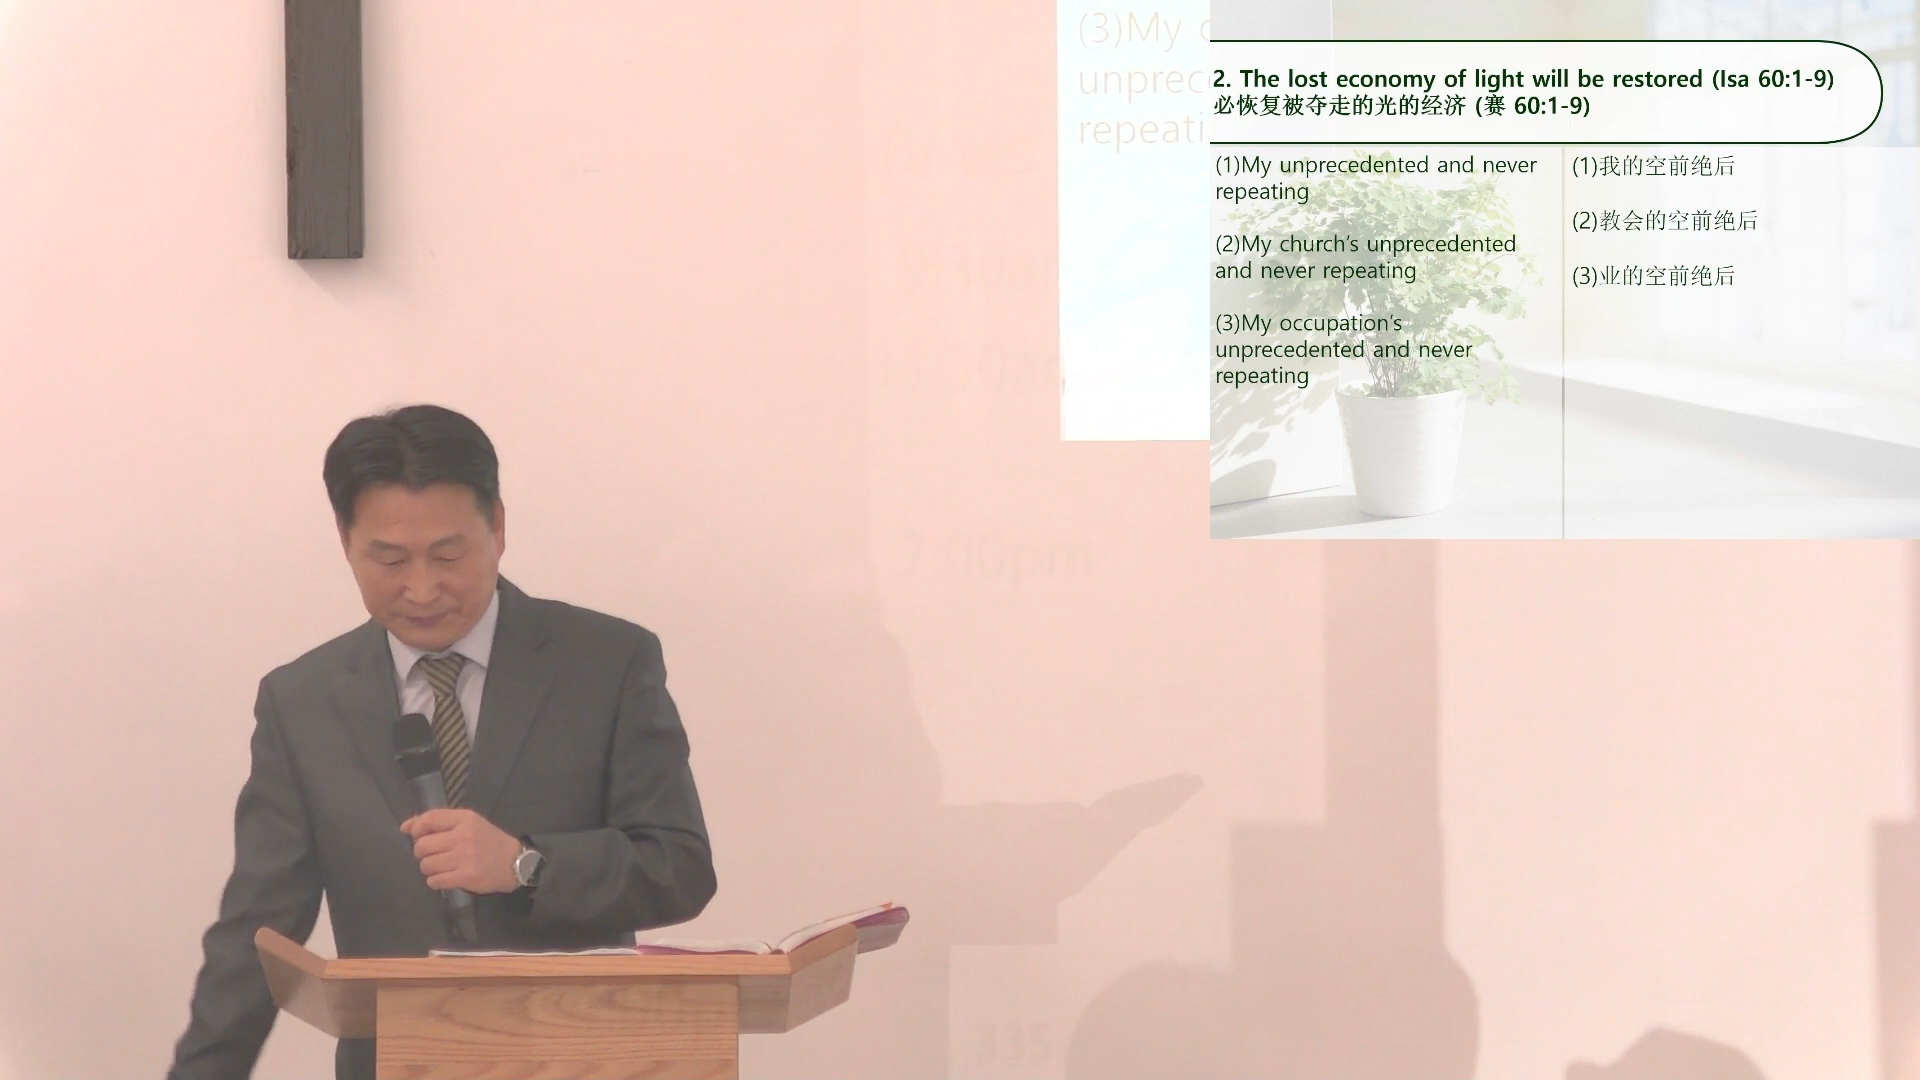 (3)My
unprec
repeati
2. The lost economy of light will be restored (Isa 60:1-9)
必恢复被夺走的光的经济 (赛 60:1-9)
(1)My unprecedented and never
repeating
(2)My church's unprecedented
and never repeating
(3)My occupation's
unprecedented and never
repeating
(1)我的空前绝后
(2)教会的空前绝后
(3)业的空前绝后
7:00pm
335